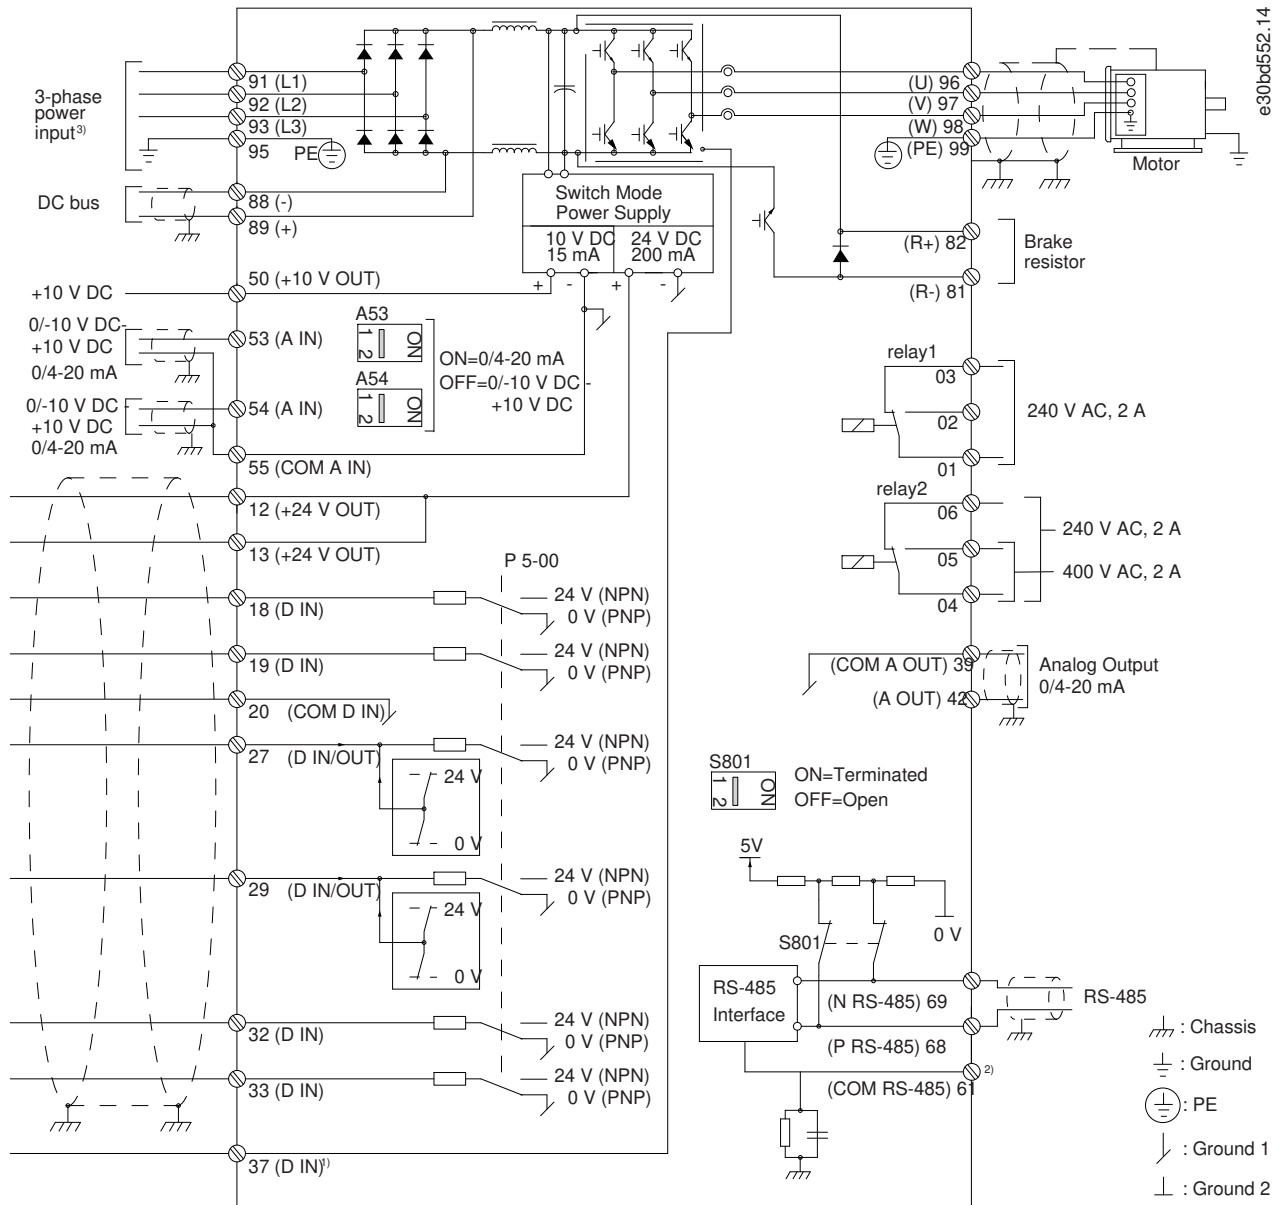 e30bd552.14
3-phase
power
input3)
91 (L1)
92 (L2)
93 (L3)
95
PE
DC bus
88 (-)
89 (+)
Switch Mode
Power Supply
10 V DC
15 mA
24 V DC
200 mA
+ - + -
(U) 96
(V) 97
(W) 98
(PE) 99
Motor
(R+) 82
(R-) 81
Brake
resistor
+10 V DC
50 (+10 V OUT)
0/-10 V DC-
+10 V DC
0/4-20 mA
53 (A IN)
0/-10 V DC -
+10 V DC
0/4-20 mA
54 (A IN)
55 (COM A IN)
A53
1 2 ON
A54
1 2 ON
ON=0/4-20 mA
OFF=0/-10 V DC -
+10 V DC
relay1
03
02
01
240 V AC, 2 A
relay2
06
05
04
240 V AC, 2 A
400 V AC, 2 A
12 (+24 V OUT)
13 (+24 V OUT)
P 5-00
18 (D IN)
24 V (NPN)
0 V (PNP)
19 (D IN)
24 V (NPN)
0 V (PNP)
20 (COM D IN)
27 (D IN/OUT)
24 V (NPN)
0 V (PNP)
24 V
0 V
29 (D IN/OUT)
24 V (NPN)
0 V (PNP)
24 V
0 V
32 (D IN)
24 V (NPN)
0 V (PNP)
33 (D IN)
24 V (NPN)
0 V (PNP)
37 (D IN)1)
(COM A OUT) 39
(A OUT) 42
Analog Output
0/4-20 mA
S801
1 2 ON
ON=Terminated
OFF=Open
5V
S801
0 V
RS-485
Interface
(N RS-485) 69
(P RS-485) 68
(COM RS-485) 61
2)
RS-485
: Chassis
: Ground
: PE
: Ground 1
: Ground 2